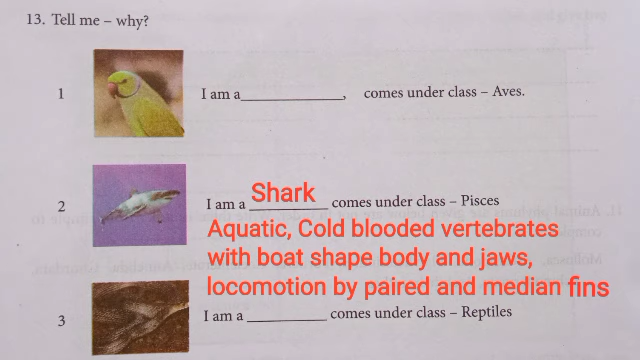 13. Tell me – why?
1 I am a____________, comes under class – Aves.
Shark
2 I am a __________ comes under class – Pisces
Aquatic, Cold blooded vertebrates
with boat shape body and jaws,
locomotion by paired and median fins
3 I am a __________ comes under class – Reptiles